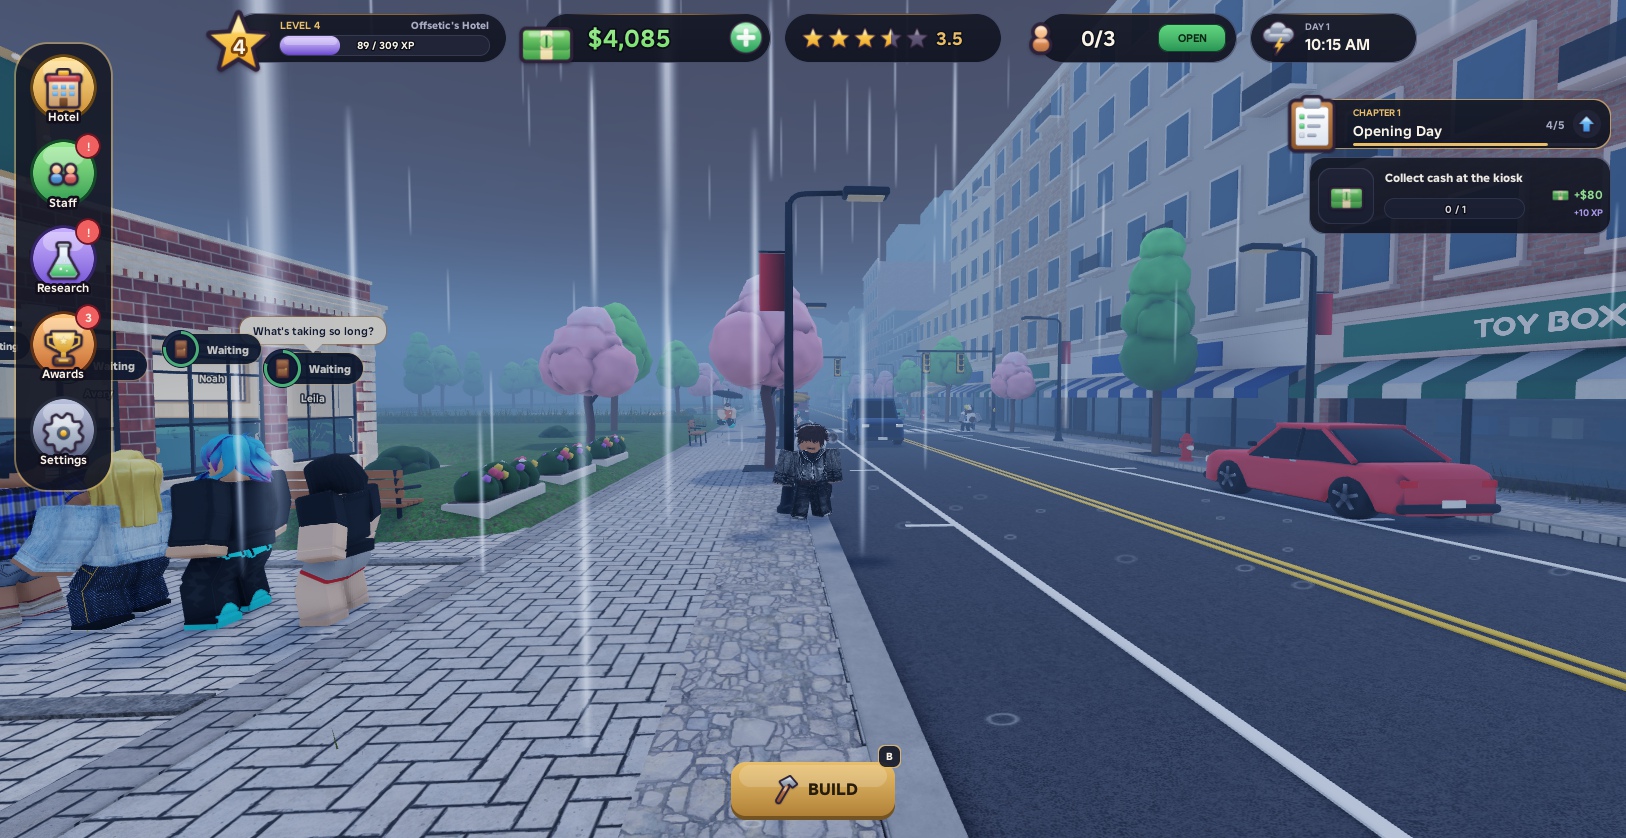 LEVEL 4
Offsetic's Hotel
4
89 / 309 XP
$4,085
3.5
0/3
OPEN
DAY 1
10:15 AM
Hotel
!
Staff
!
Research
3
Awards
Settings
CHAPTER 1
Opening Day
4/5
Collect cash at the kiosk
0 / 1
+$80
+10 XP
TOY BOX
What's taking so long?
Waiting
Noah
Waiting
Leila
B
BUILD